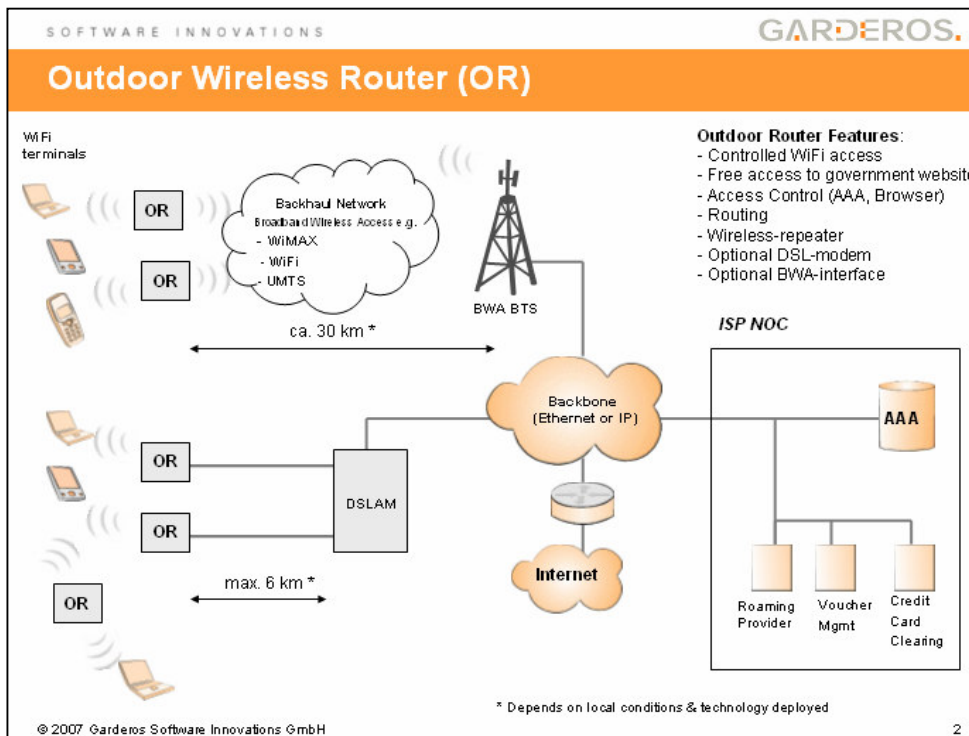 SOFTWARE INNOVATIONS
GARDEROS.
Outdoor Wireless Router (OR)
WiFi
terminals
OR
OR
Backhaul Network
Broadband Wireless Access e.g.
- WiMAX
- WiFi
- UMTS
BWA BTS
ca. 30 km *
Outdoor Router Features:
- Controlled WiFi access
- Free access to government website
- Access Control (AAA, Browser)
- Routing
- Wireless-repeater
- Optional DSL-modem
- Optional BWA-interface
ISP NOC
Backbone
(Ethernet or IP)
AAA
OR
OR
DSLAM
max. 6 km *
OR
Internet
Roaming
Provider
Voucher
Mgmt
Credit
Card
Clearing
* Depends on local conditions & technology deployed
© 2007 Garderos Software Innovations GmbH
2